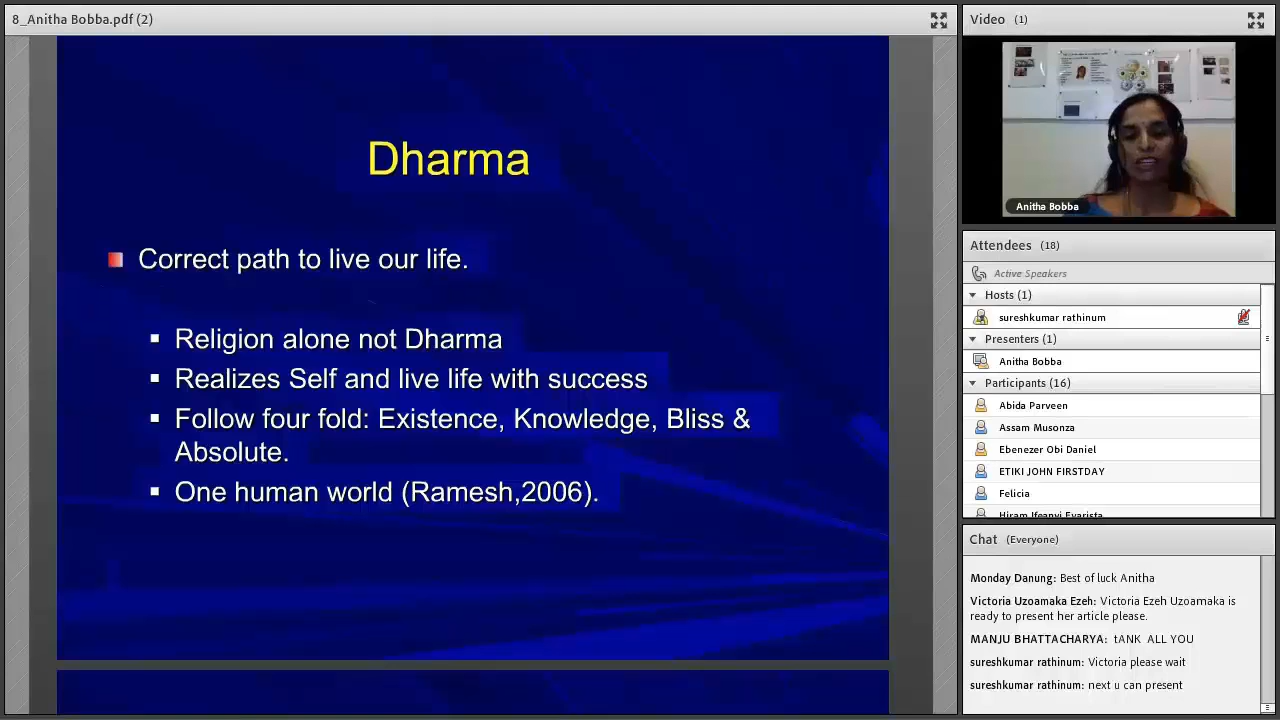 8_Anitha Bobba.pdf (2)
Dharma
Correct path to live our life.
Religion alone not Dharma
Realizes Self and live life with success
Follow four fold: Existence, Knowledge, Bliss &
Absolute.
One human world (Ramesh,2006).
Video (1)
Anitha Bobba
Attendees (18)
Active Speakers
Hosts (1)
sureshkumar rathinum
Presenters (1)
Anitha Bobba
Participants (16)
Abida Parveen
Assam Musonza
Ebenezer Obi Daniel
ETIKI JOHN FIRSTDAY
Felicia
Hiram Ifeanyi Evarista
Chat (Everyone)
Monday Danung: Best of luck Anitha
Victoria Uzoamaka Ezeh: Victoria Ezeh Uzoamaka is
ready to present her article please.
MANJU BHATTACHARYA: tANK ALL YOU
sureshkumar rathinum: Victoria please wait
sureshkumar rathinum: next u can present